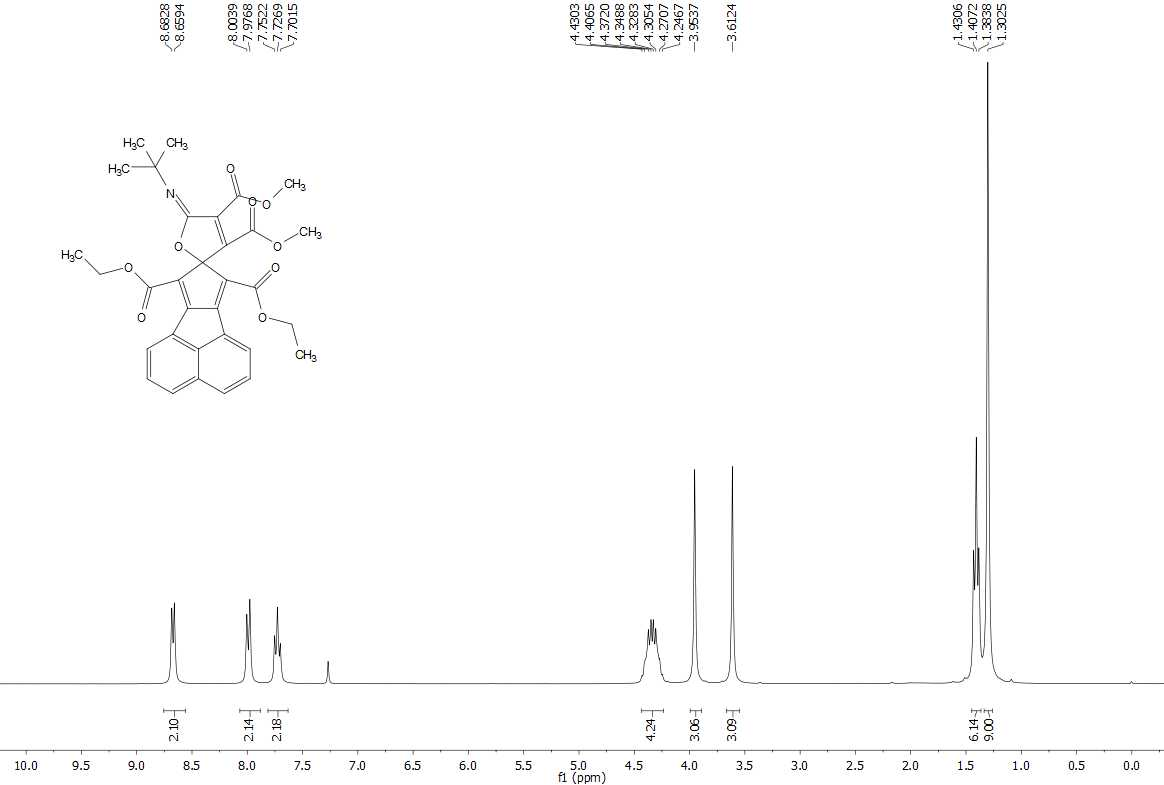 8.6828
8.6594
8.0039
7.9768
7.7522
7.7269
7.7015
4.4303
4.4065
4.3720
4.3488
4.3283
4.3054
4.2707
4.2467
3.9537
3.6124
1.4306
1.4072
1.3838
1.3025
H₃C CH₃
H₃C
N
O
CH₃
O O
O
CH₃
O
H₃C
O
O
O
O
CH₃
2.10
2.14
2.18
4.24
3.06
3.09
6.14
9.00
10.0 9.5 9.0 8.5 8.0 7.5 7.0 6.5 6.0 5.5 5.0 4.5 4.0 3.5 3.0 2.5 2.0 1.5 1.0 0.5 0.0
f1 (ppm)